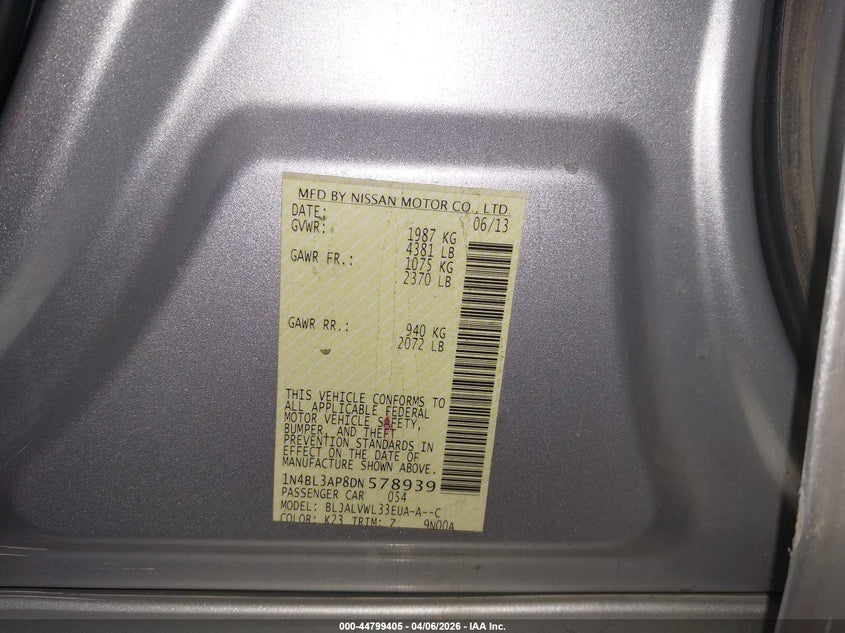 MFD BY NISSAN MOTOR CO., LTD.
DATE: 06/13
GVWR: 1987 KG
4381 LB
GAWR FR.: 1075 KG
2370 LB
GAWR RR.: 940 KG
2072 LB
THIS VEHICLE CONFORMS TO
ALL APPLICABLE FEDERAL
MOTOR VEHICLE SAFETY,
BUMPER, AND THEFT
PREVENTION STANDARDS IN
EFFECT ON THE DATE OF
MANUFACTURE SHOWN ABOVE.
1N4BL3AP8DN578939
PASSENGER CAR 054
MODEL: BLJALVWL33EUA-A--C
COLOR: K23 TRIM: Z 9N00A
000-44799405 - 04/06/2026 - IAA Inc.